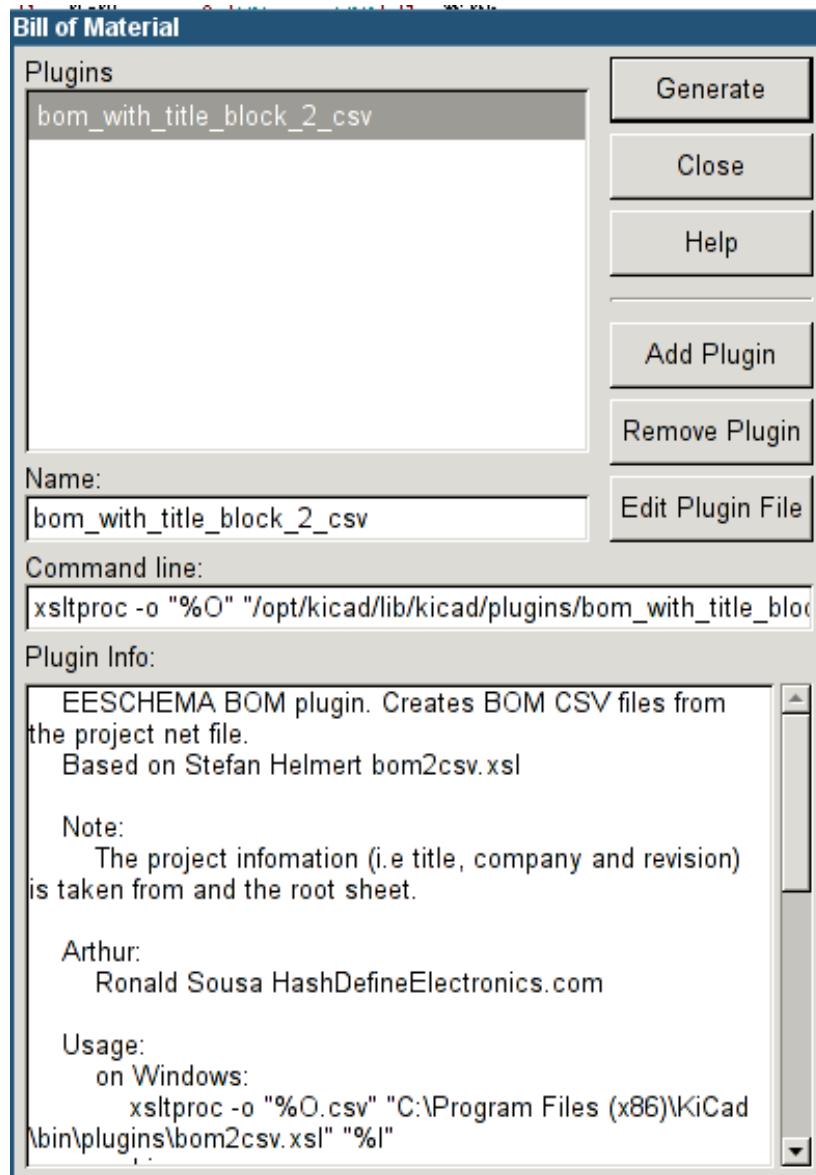 Bill of Material
Plugins
bom_with_title_block_2_csv
Generate
Close
Help
Add Plugin
Remove Plugin
Edit Plugin File
Name:
bom_with_title_block_2_csv
Command line:
xsltproc -o "%O" "/opt/kicad/lib/kicad/plugins/bom_with_title_bloc
Plugin Info:
EESCHEMA BOM plugin. Creates BOM CSV files from
the project net file.
Based on Stefan Helmert bom2csv.xsl
Note:
The project infomation (i.e title, company and revision)
is taken from and the root sheet.
Arthur:
Ronald Sousa HashDefineElectronics.com
Usage:
on Windows:
xsltproc -o "%O.csv" "C:\Program Files (x86)\KiCad
\bin\plugins\bom2csv.xsl" "%I"